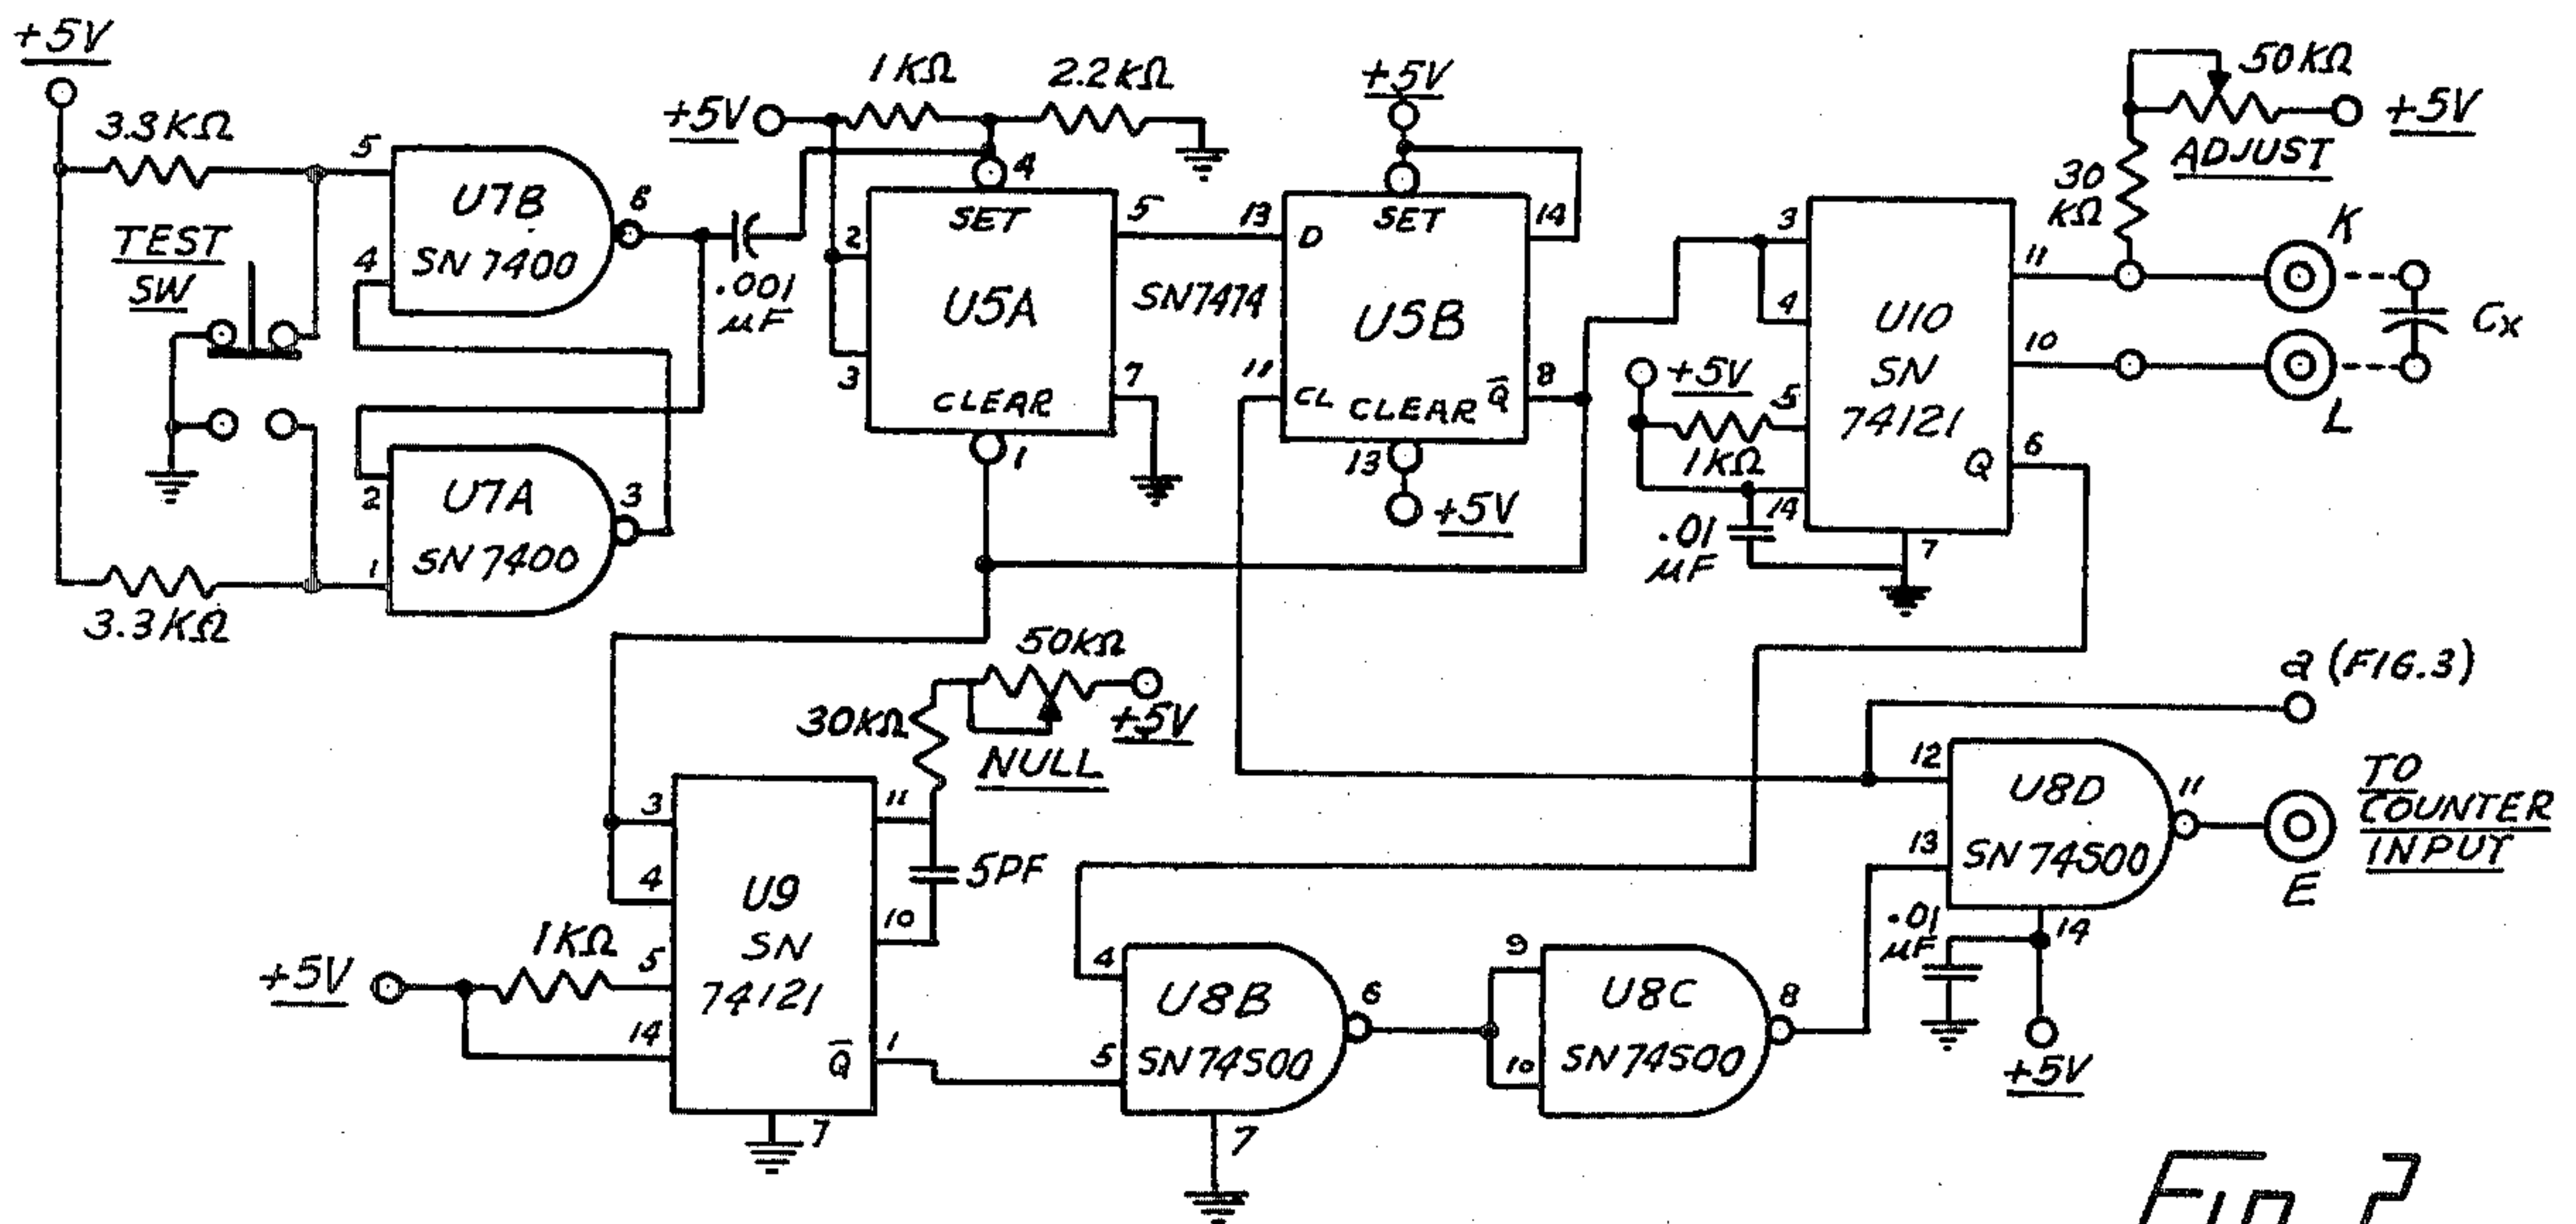 +5V
3.3KΩ
5
U7B
SN 7400
4
6
TEST
SW
.001
µF
2
U7A
SN 7400
3
1
3.3KΩ
+5V
1KΩ
2.2KΩ
4
SET
2
U5A
3
CLEAR
5
7
1
SN7474
+5V
13
D
SET
14
U5B
11
CL
CLEAR
Q̅
8
13
+5V
50KΩ
+5V
ADJUST
30
KΩ
3
4
U10
SN
74121
Q
11
10
6
K
L
Cx
+5V
5
1KΩ
14
.01
µF
7
50KΩ
+5V
30KΩ
NULL
3
4
U9
SN
74121
Q̅
11
10
5PF
+5V
1KΩ
5
14
1
7
4
5
U8B
SN74S00
6
7
9
10
U8C
SN74S00
8
a (FIG.3)
12
13
U8D
SN74S00
11
TO
COUNTER
INPUT
E
.01
µF
14
+5V